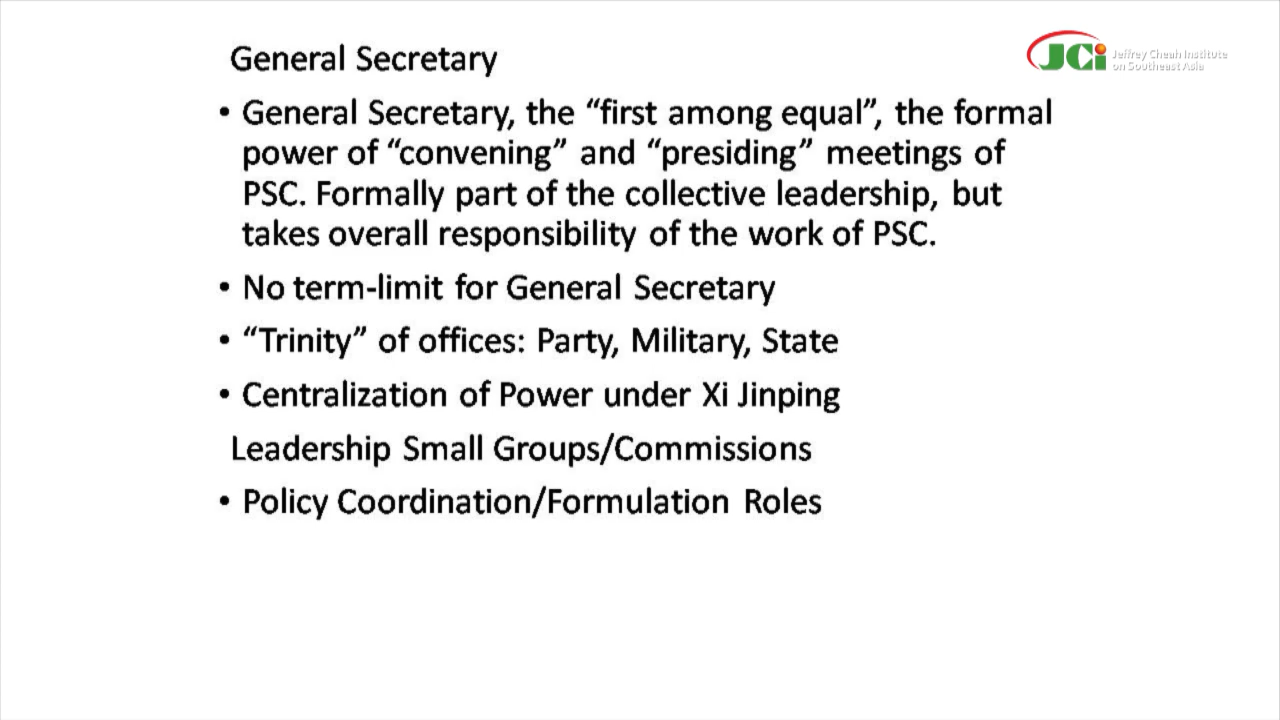 General Secretary
JCi Jeffrey Cheah Institute
on Southeast Asia
• General Secretary, the “first among equal”, the formal
power of “convening” and “presiding” meetings of
PSC. Formally part of the collective leadership, but
takes overall responsibility of the work of PSC.
• No term-limit for General Secretary
• “Trinity” of offices: Party, Military, State
• Centralization of Power under Xi Jinping
Leadership Small Groups/Commissions
• Policy Coordination/Formulation Roles